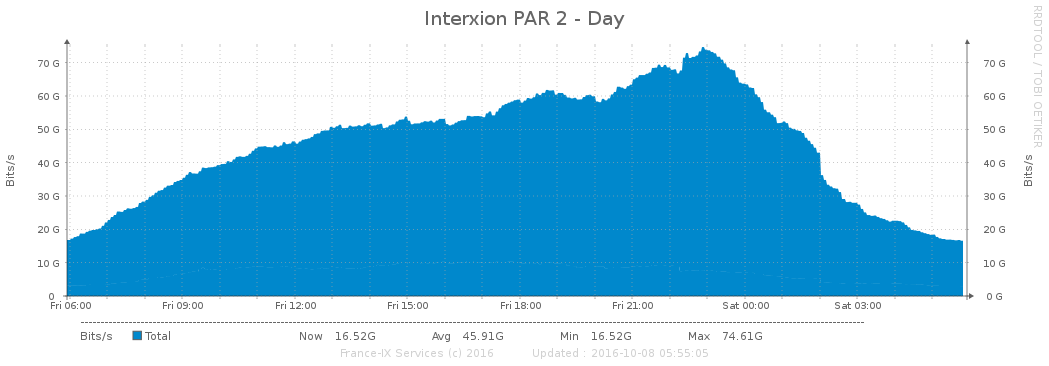 Interxion PAR 2 - Day
RRDTOOL / TOBI OETIKER
Bits/s
Bits/s
70 G 70 G
60 G 60 G
50 G 50 G
40 G 40 G
30 G 30 G
20 G 20 G
10 G 10 G
0 0 G
Fri 06:00 Fri 09:00 Fri 12:00 Fri 15:00 Fri 18:00 Fri 21:00 Sat 00:00 Sat 03:00
Bits/s Total Now 16.52G Avg 45.91G Min 16.52G Max 74.61G
France-IX Services (c) 2016 Updated : 2016-10-08 05:55:05